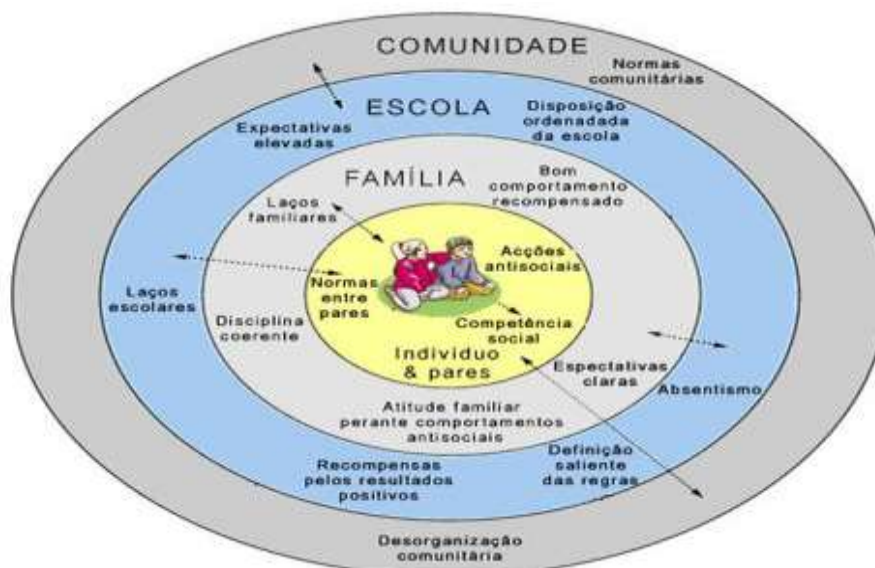 COMUNIDADE
Normas
comunitárias
ESCOLA
Disposição
ordenadada
da escola
Expectativas
elevadas
FAMÍLIA
Bom
comportamento
recompensado
Laços
familiares
Acções
antisociais
Normas
entre
pares
Laços
escolares
Disciplina
coerente
Competência
social
Indivíduo
& pares
Espectativas
claras
Absentismo
Atitude familiar
perante comportamentos
antisociais
Recompensas
pelos resultados
positivos
Definição
saliente
das regras
Desorganização
comunitária